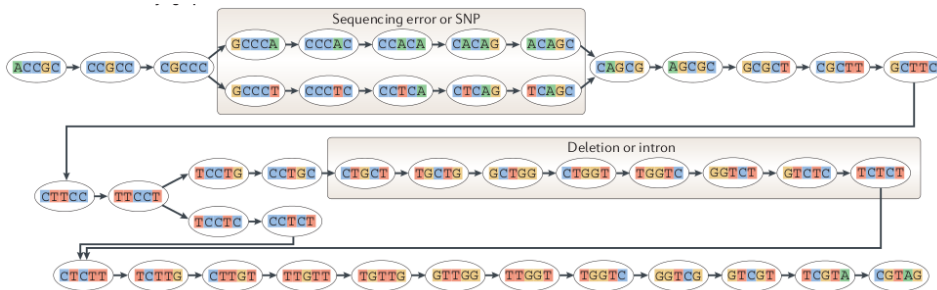 Sequencing error or SNP
GCCCA CCCAC CCACA CACAG ACAGC
ACCGC CCGCC CGCCC CAGCG AGCGC GCGCT CGCTT GCTTC
GCCCT CCCTC CCTCA CTCAG TCAGC
Deletion or intron
TCCTG CCTGC CTGCT TGCTG GCTGG CTGGT TGGTC GGTCT GTCTC TCTCT
CTTCC TTCCT
TCCTC CCTCT
CTCTT TCTTG CTTGT TTGTT TGTTG GTTGG TTGGT TGGTC GGTCG GTCGT TCGTA CGTAG